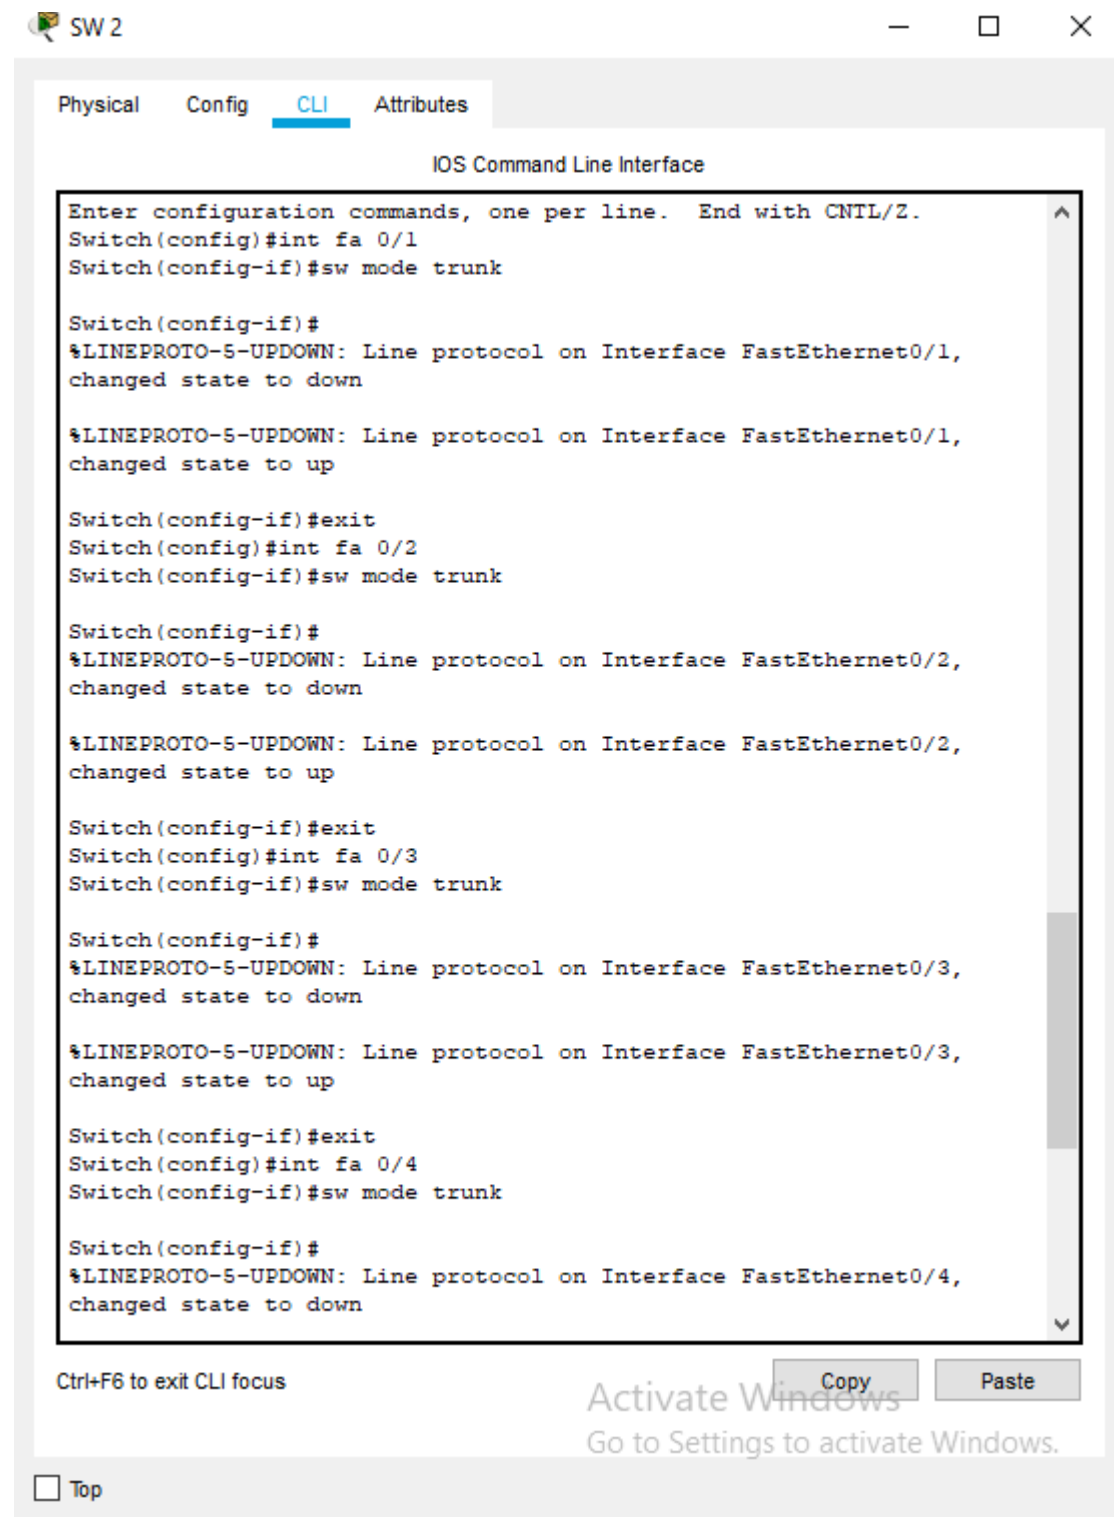 SW 2
Physical Config CLI Attributes
IOS Command Line Interface
Enter configuration commands, one per line.  End with CNTL/Z.
Switch(config)#int fa 0/1
Switch(config-if)#sw mode trunk
Switch(config-if)#
%LINEPROTO-5-UPDOWN: Line protocol on Interface FastEthernet0/1,
changed state to down
%LINEPROTO-5-UPDOWN: Line protocol on Interface FastEthernet0/1,
changed state to up
Switch(config-if)#exit
Switch(config)#int fa 0/2
Switch(config-if)#sw mode trunk
Switch(config-if)#
%LINEPROTO-5-UPDOWN: Line protocol on Interface FastEthernet0/2,
changed state to down
%LINEPROTO-5-UPDOWN: Line protocol on Interface FastEthernet0/2,
changed state to up
Switch(config-if)#exit
Switch(config)#int fa 0/3
Switch(config-if)#sw mode trunk
Switch(config-if)#
%LINEPROTO-5-UPDOWN: Line protocol on Interface FastEthernet0/3,
changed state to down
%LINEPROTO-5-UPDOWN: Line protocol on Interface FastEthernet0/3,
changed state to up
Switch(config-if)#exit
Switch(config)#int fa 0/4
Switch(config-if)#sw mode trunk
Switch(config-if)#
%LINEPROTO-5-UPDOWN: Line protocol on Interface FastEthernet0/4,
changed state to down
Ctrl+F6 to exit CLI focus
Copy Paste
Activate Windows
Go to Settings to activate Windows.
Top